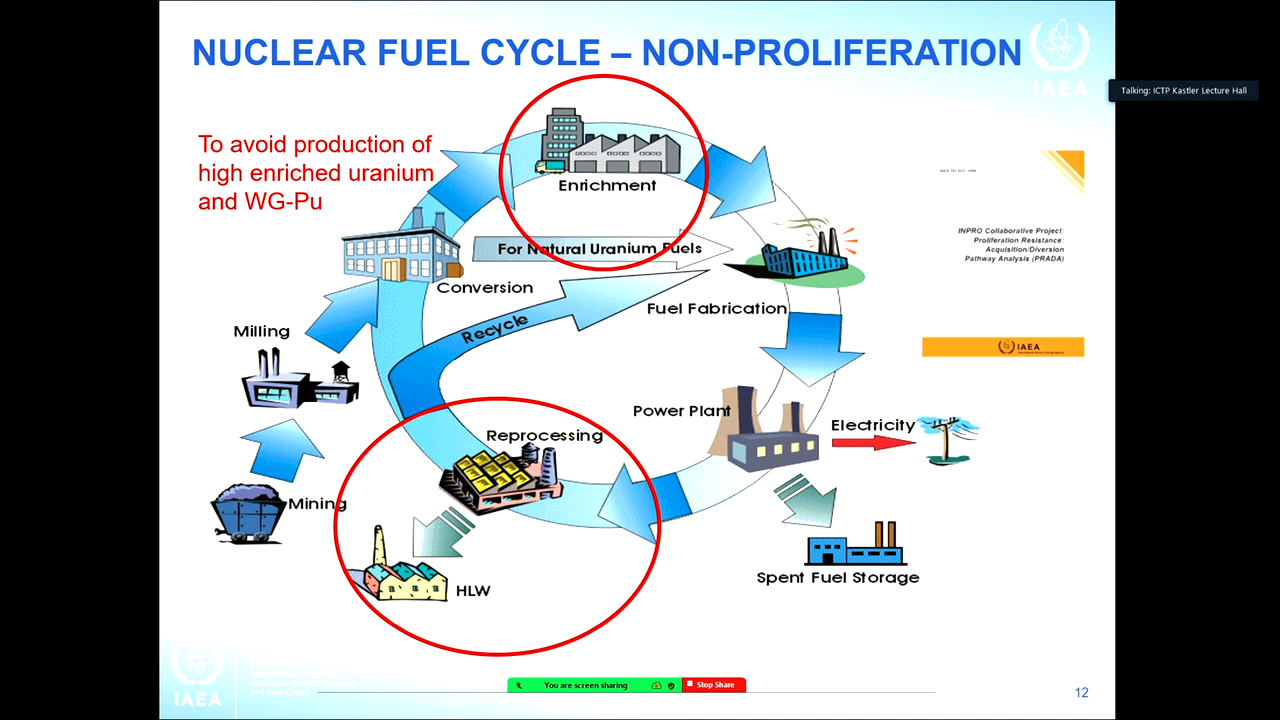 NUCLEAR FUEL CYCLE – NON-PROLIFERATION
IAEA
Talking: ICTP Kastler Lecture Hall
To avoid production of
high enriched uranium
and WG-Pu
Enrichment
For Natural Uranium Fuels
Conversion
Fuel Fabrication
Recycle
Milling
Mining
Reprocessing
HLW
Power Plant
Electricity
Spent Fuel Storage
INPRO Collaborative Project:
Proliferation Resistance:
Acquisition/Diversion
Pathway Analysis (PRADA)
IAEA
IAEA
You are screen sharing
Stop Share
12